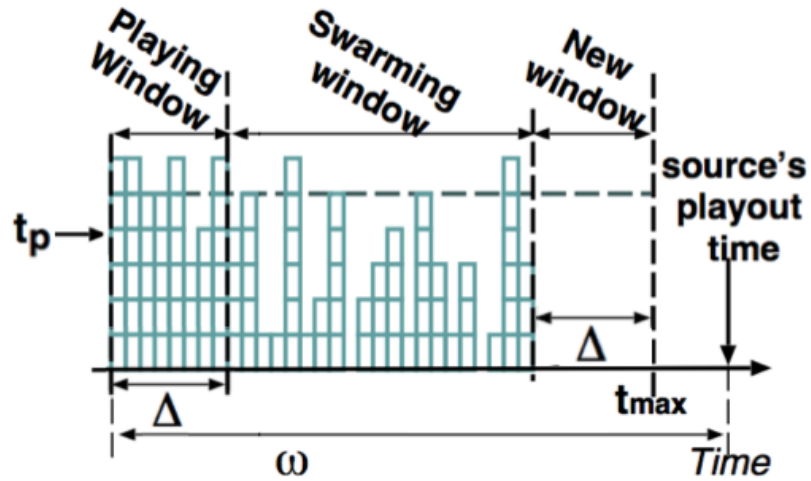 Playing
Window
Swarming
window
New
window
source's
playout
time
tp
Δ
Δ
tmax
ω
Time